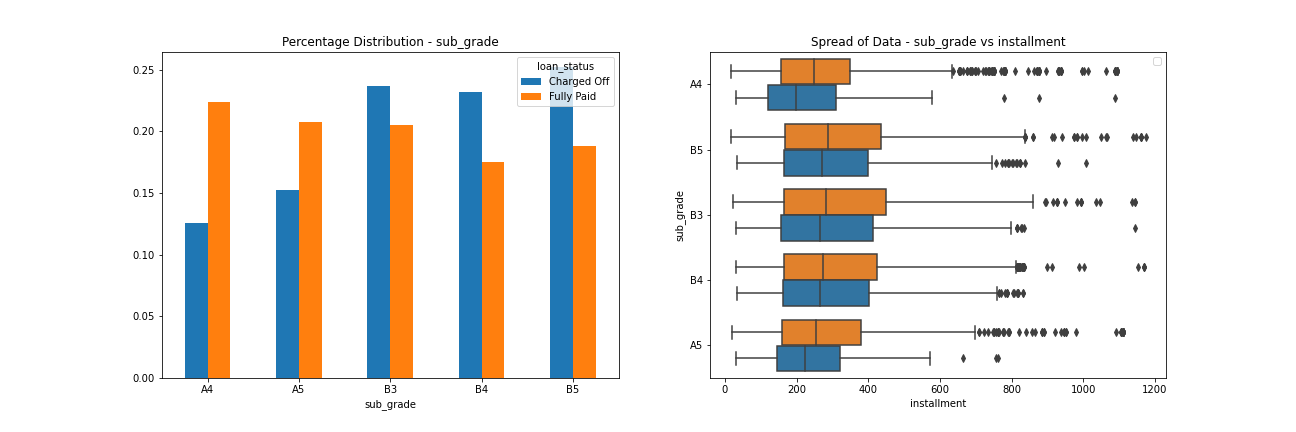 Percentage Distribution - sub_grade
loan_status
Charged Off
Fully Paid
0.25
0.20
0.15
0.10
0.05
0.00
A4 A5 B3 B4 B5
sub_grade
Spread of Data - sub_grade vs installment
A4
B5
B3
B4
A5
sub_grade
0 200 400 600 800 1000 1200
installment